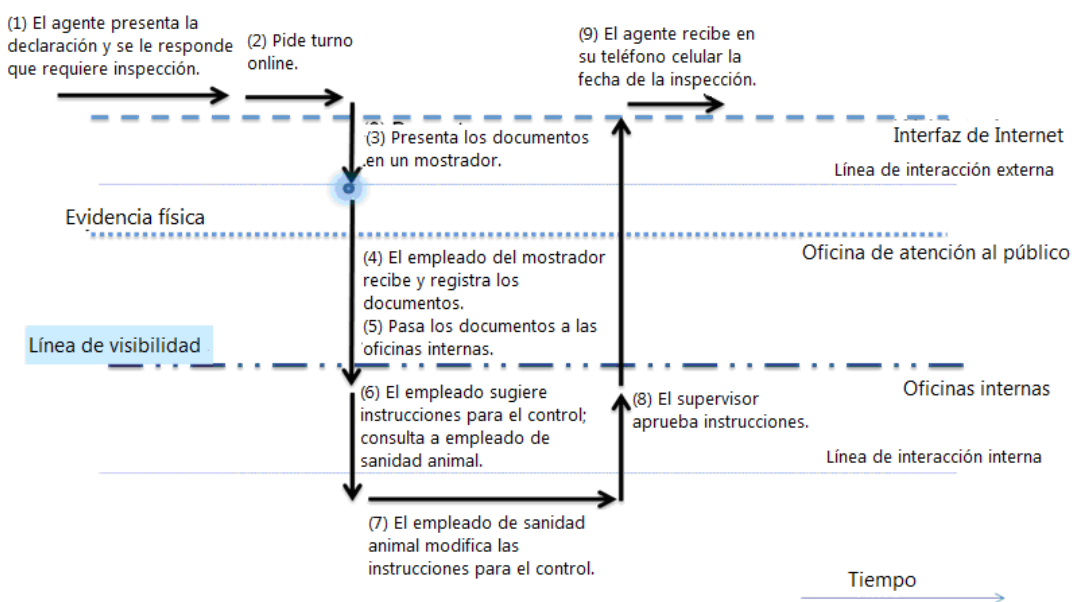 (1) El agente presenta la
declaración y se le responde
que requiere inspección.
(2) Pide turno
online.
(9) El agente recibe en
su teléfono celular la
fecha de la inspección.
Interfaz de Internet
(3) Presenta los documentos
en un mostrador.
Línea de interacción externa
Evidencia física
Oficina de atención al público
(4) El empleado del mostrador
recibe y registra los
documentos.
(5) Pasa los documentos a las
oficinas internas.
Línea de visibilidad
Oficinas internas
(6) El empleado sugiere
instrucciones para el control;
consulta a empleado de
sanidad animal.
(8) El supervisor
aprueba instrucciones.
Línea de interacción interna
(7) El empleado de sanidad
animal modifica las
instrucciones para el control.
Tiempo